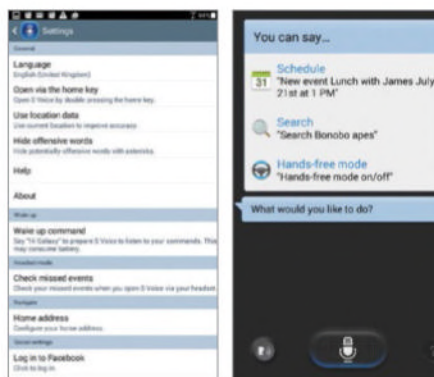 Settings
General
Language
English (United Kingdom)
Open via the home key
Open S Voice by double pressing the home key.
Use location data
Use current location to improve accuracy
Hide offensive words
Hide potentially offensive words with asterisks.
Help
About
Wake up
Wake up command
Say "Hi Galaxy" to prepare S Voice to listen to your commands. This
may consume battery.
Headset mode
Check missed events
Check your missed events when you open S Voice via your headset
Navigate
Home address
Configure your home address.
Social settings
Log in to Facebook
Click to log in
You can say...
Schedule
31
"New event Lunch with James July
21st at 1 PM"
Search
"Search Bonobo apes"
Hands-free mode
"Hands-free mode on/off"
What would you like to do?